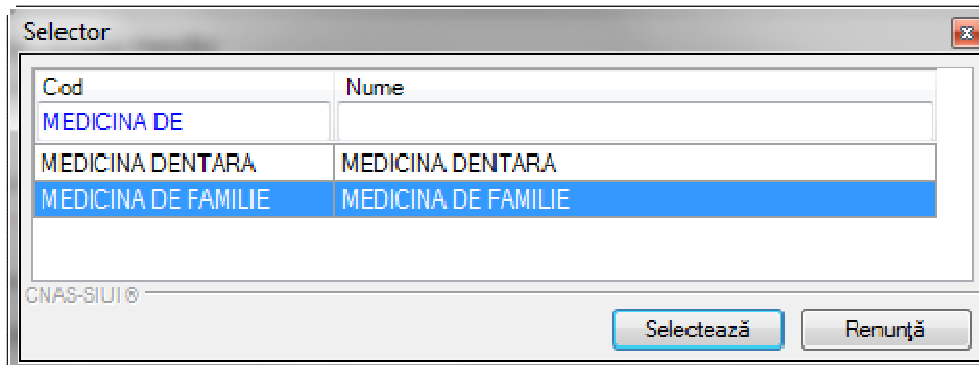 Selector
Cod Nume
MEDICINA DE
MEDICINA DENTARA MEDICINA DENTARA
MEDICINA DE FAMILIE MEDICINA DE FAMILIE
CNAS-SIUI®
Selectează Renunţă